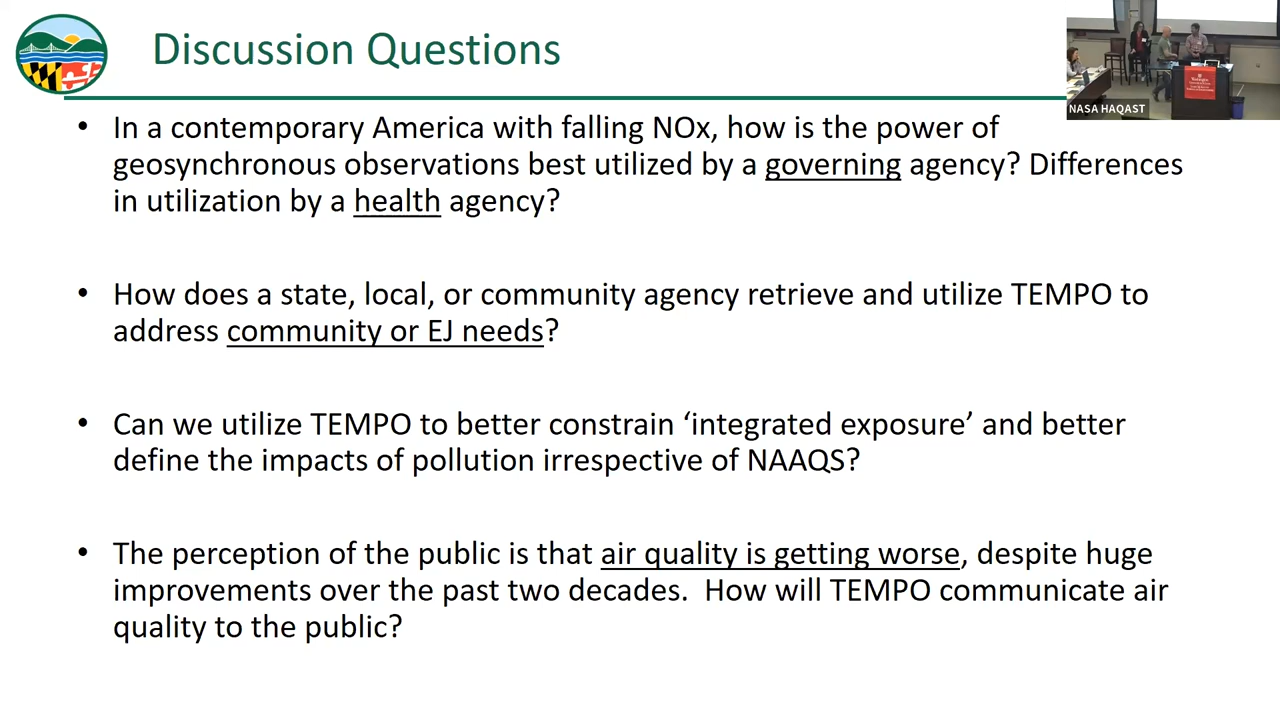 Discussion Questions
NASA HAQAST
• In a contemporary America with falling NOx, how is the power of
geosynchronous observations best utilized by a governing agency? Differences
in utilization by a health agency?
• How does a state, local, or community agency retrieve and utilize TEMPO to
address community or EJ needs?
• Can we utilize TEMPO to better constrain ‘integrated exposure’ and better
define the impacts of pollution irrespective of NAAQS?
• The perception of the public is that air quality is getting worse, despite huge
improvements over the past two decades.  How will TEMPO communicate air
quality to the public?